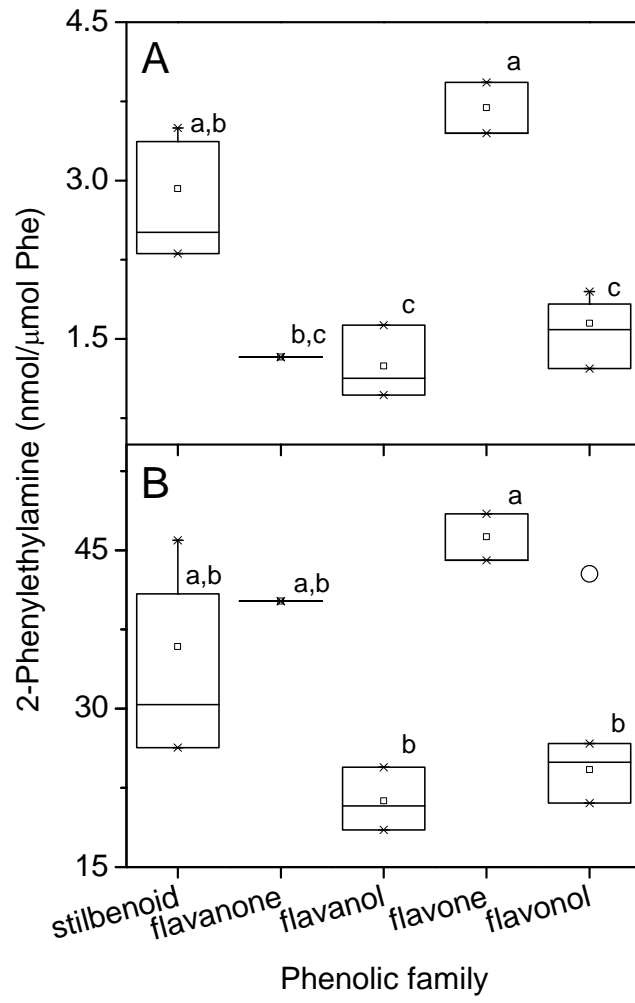 4.5
A
a
a,b
3.0
c
c
b,c
1.5
2-Phenylethylamine (nmol/μmol Phe)
B
a
45
a,b
a,b
30
b
b
15
stilbenoid
flavanone
flavanol
flavone
flavonol
Phenolic family